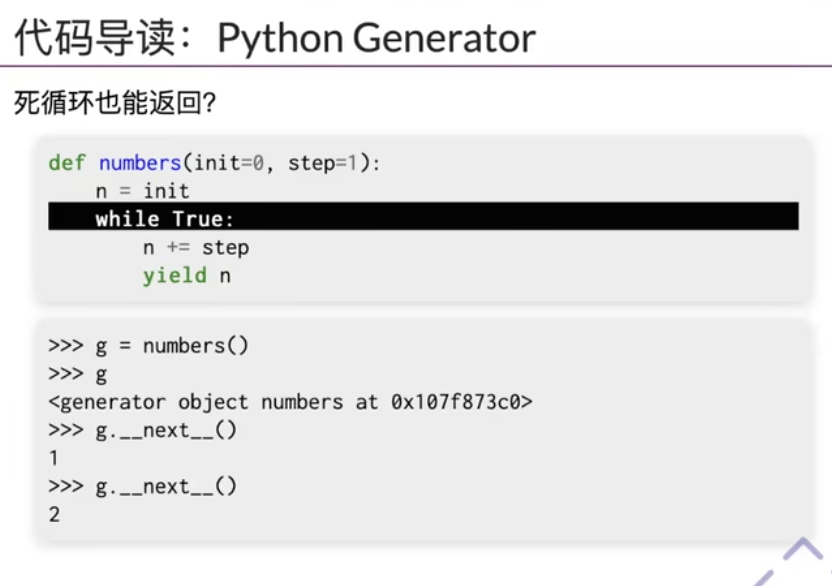 代码导读：Python Generator
死循环也能返回?
def numbers(init=0, step=1):
    n = init
    while True:
        n += step
        yield n
>>> g = numbers()
>>> g
<generator object numbers at 0x107f873c0>
>>> g.__next__()
1
>>> g.__next__()
2